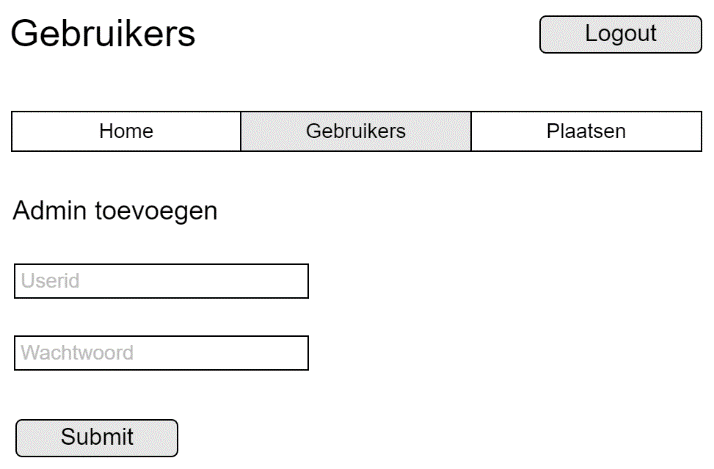 Gebruikers
Logout
Home
Gebruikers
Plaatsen
Admin toevoegen
Userid
Wachtwoord
Submit